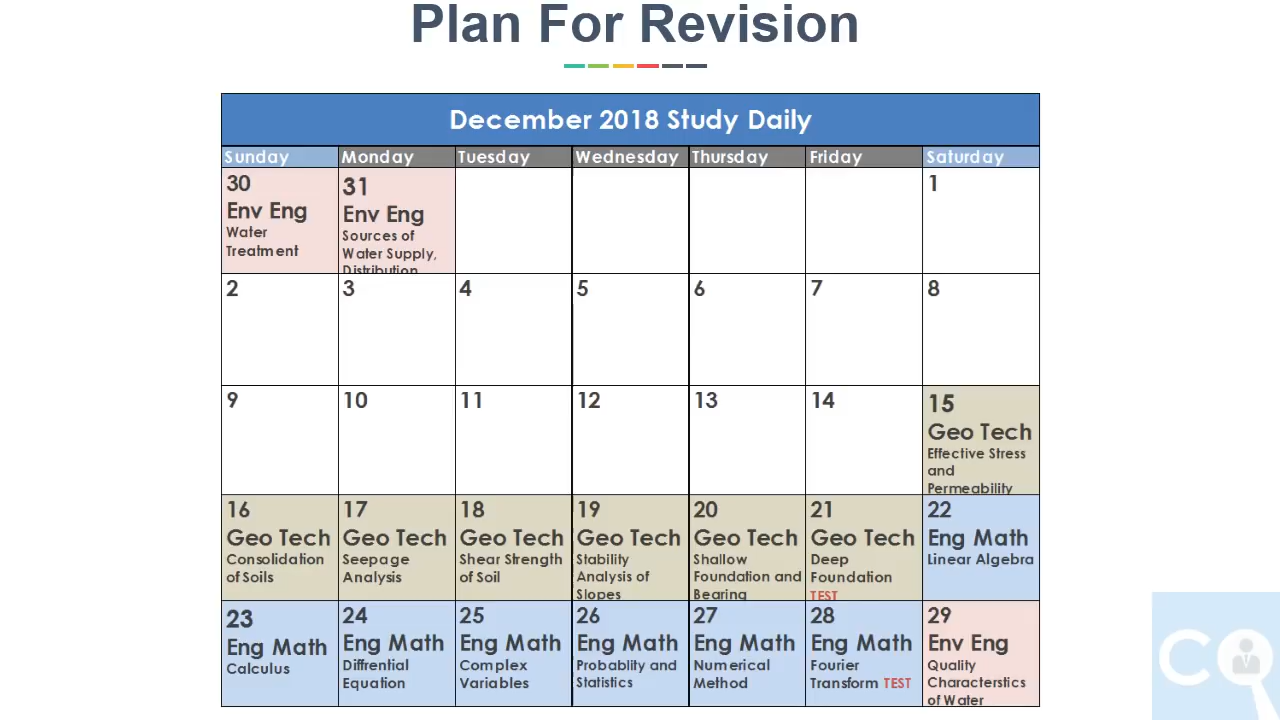 Plan For Revision
December 2018 Study Daily
Sunday Monday Tuesday Wednesday Thursday Friday Saturday
30
Env Eng
Water
Treatment
31
Env Eng
Sources of
Water Supply,
Distribution
1
2
3
4
5
6
7
8
9
10
11
12
13
14
15
Geo Tech
Effective Stress
and
Permeability
16
Geo Tech
Consolidation
of Soils
17
Geo Tech
Seepage
Analysis
18
Geo Tech
Shear Strength
of Soil
19
Geo Tech
Stability
Analysis of
Slopes
20
Geo Tech
Shallow
Foundation and
Bearing
21
Geo Tech
Deep
Foundation
TEST
22
Eng Math
Linear Algebra
23
Eng Math
Calculus
24
Eng Math
Diffrential
Equation
25
Eng Math
Complex
Variables
26
Eng Math
Probablity and
Statistics
27
Eng Math
Numerical
Method
28
Eng Math
Fourier
Transform TEST
29
Env Eng
Quality
Characterstics
of Water